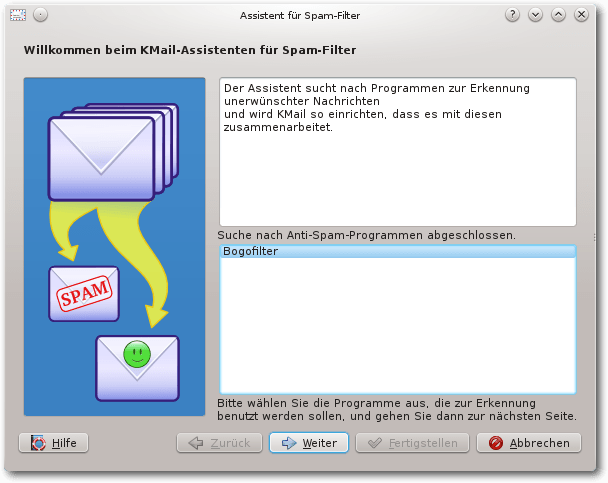 Assistent für Spam-Filter
Willkommen beim KMail-Assistenten für Spam-Filter
Der Assistent sucht nach Programmen zur Erkennung
unerwünschter Nachrichten
und wird KMail so einrichten, dass es mit diesen
zusammenarbeitet.
Suche nach Anti-Spam-Programmen abgeschlossen.
Bogofilter
SPAM
Bitte wählen Sie die Programme aus, die zur Erkennung
benutzt werden sollen, und gehen Sie dann zur nächsten Seite.
Hilfe
Zurück
Weiter
Fertigstellen
Abbrechen